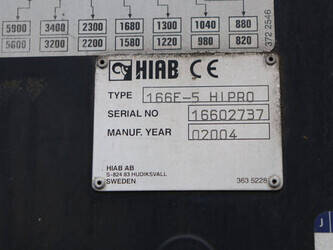 5900 3400 2300 1680 1300 1040 880
5600 3200 2200 1580 1220 980 820
372 2546
HIAB CE
TYPE 166E-5 HIPRO
SERIAL NO 16602737
MANUF. YEAR 02004
HIAB AB
S-824 83 HUDIKSVALL
SWEDEN 363 5228
J